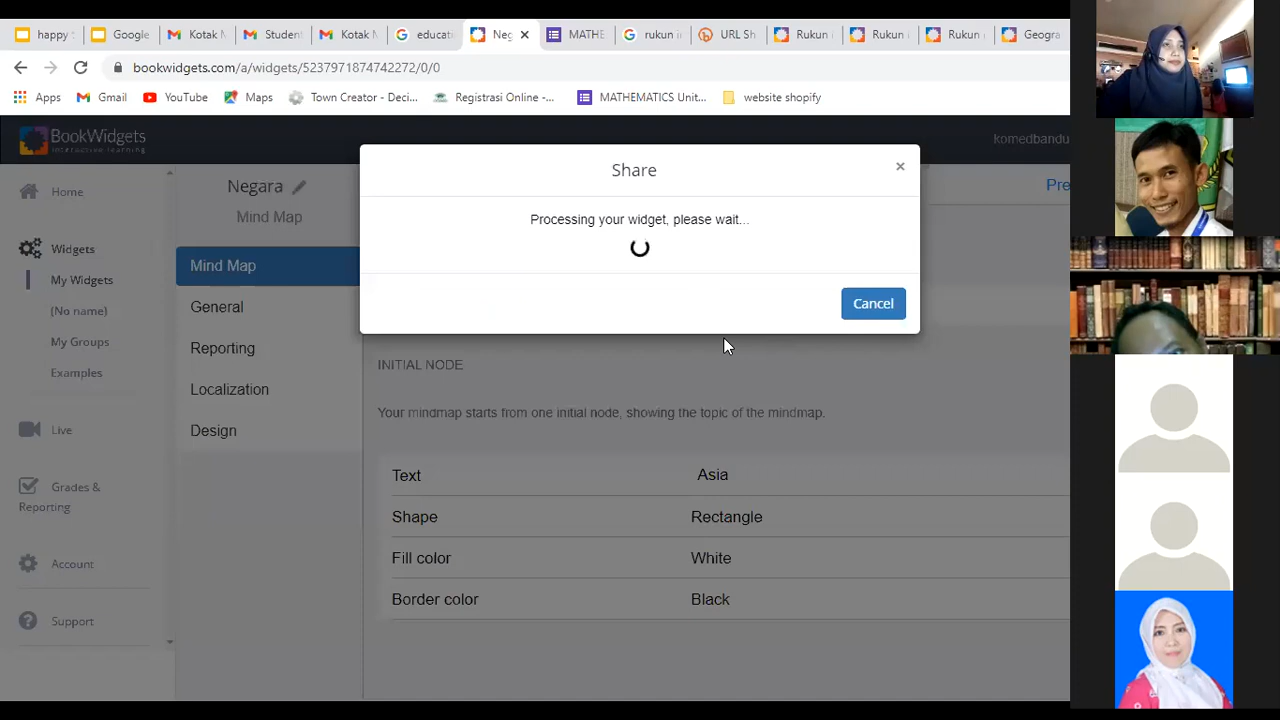 happy
Google
Kotak
Studen
Kotak M
educat
Neg
MATHE
rukun i
URL Sh
Rukun i
Rukun
Rukun
Geogra
bookwidgets.com/a/widgets/5237971874742272/0/0
Apps
Gmail
YouTube
Maps
Town Creator - Deci...
Registrasi Online -...
MATHEMATICS Unit...
website shopify
BookWidgets
interactive learning
komedbandu
Home
Widgets
My Widgets
(No name)
My Groups
Examples
Live
Grades &
Reporting
Account
Support
Negara
Mind Map
Mind Map
General
Reporting
Localization
Design
Pre
Share
×
Processing your widget, please wait...
Cancel
INITIAL NODE
Your mindmap starts from one initial node, showing the topic of the mindmap.
Text Asia
Shape Rectangle
Fill color White
Border color Black